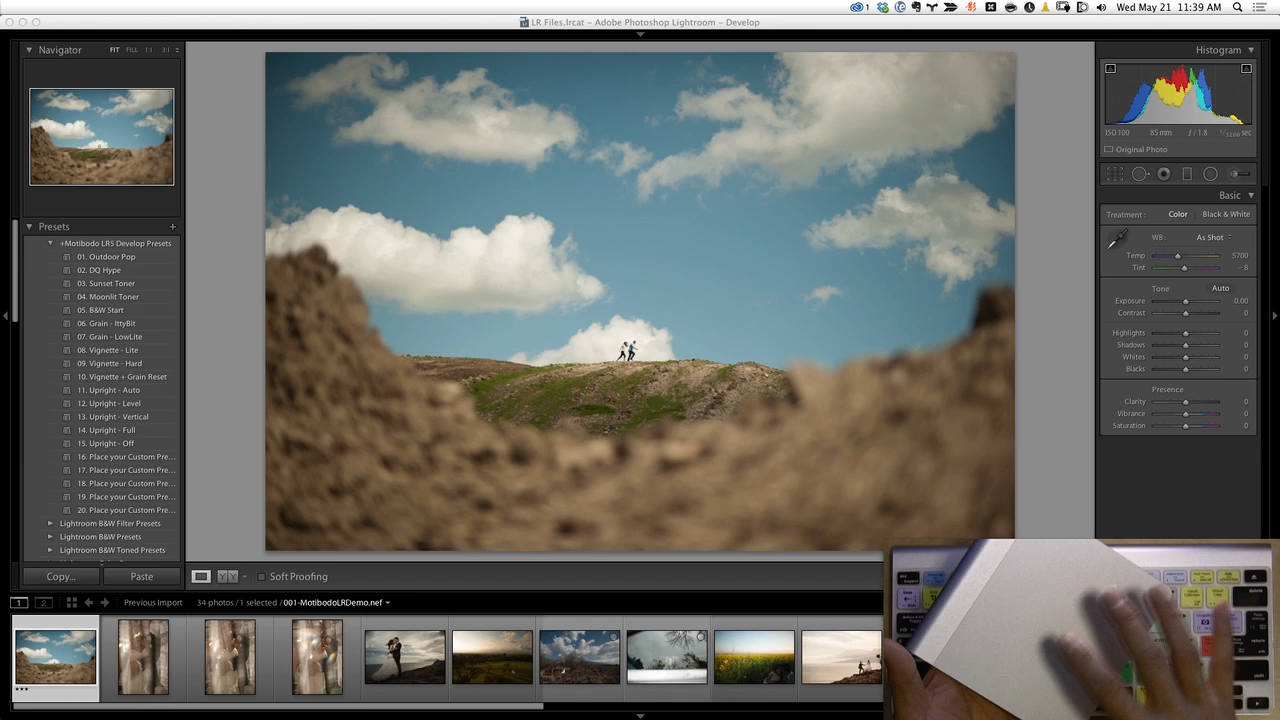 1
Wed May 21 11:39 AM
LR Files.lrcat – Adobe Photoshop Lightroom – Develop
Navigator
FIT FILL 1:1 3:1
Presets
+Motibodo LR5 Develop Presets
01. Outdoor Pop
02. DQ Hype
03. Sunset Toner
04. Moonlit Toner
05. B&W Start
06. Grain - IttyBit
07. Grain - LowLite
08. Vignette - Lite
09. Vignette - Hard
10. Vignette + Grain Reset
11. Upright - Auto
12. Upright - Level
13. Upright - Vertical
14. Upright - Full
15. Upright - Off
16. Place your Custom Pre...
17. Place your Custom Pre...
18. Place your Custom Pre...
19. Place your Custom Pre...
20. Place your Custom Pre...
Lightroom B&W Filter Presets
Lightroom B&W Presets
Lightroom B&W Toned Presets
Copy...
Paste
Soft Proofing
Histogram
ISO 100 85 mm ƒ / 1.8 1/3200 sec
Original Photo
Basic
Treatment : Color Black & White
WB : As Shot
Temp 5700
Tint – 8
Tone Auto
Exposure 0.00
Contrast 0
Highlights 0
Shadows 0
Whites 0
Blacks 0
Presence
Clarity 0
Vibrance 0
Saturation 0
1 2 Previous Import 34 photos / 1 selected / 001-MotibodoLRDemo.nef
delete
shift